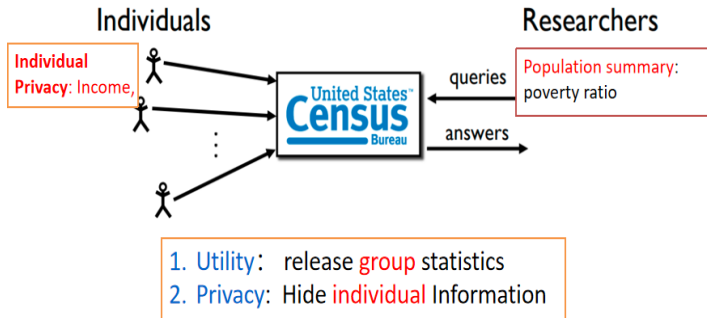 Individuals
Researchers
Individual
Privacy: Income,
United States™
Census
Bureau
queries
Population summary:
poverty ratio
answers
1. Utility： release group statistics
2. Privacy: Hide individual Information